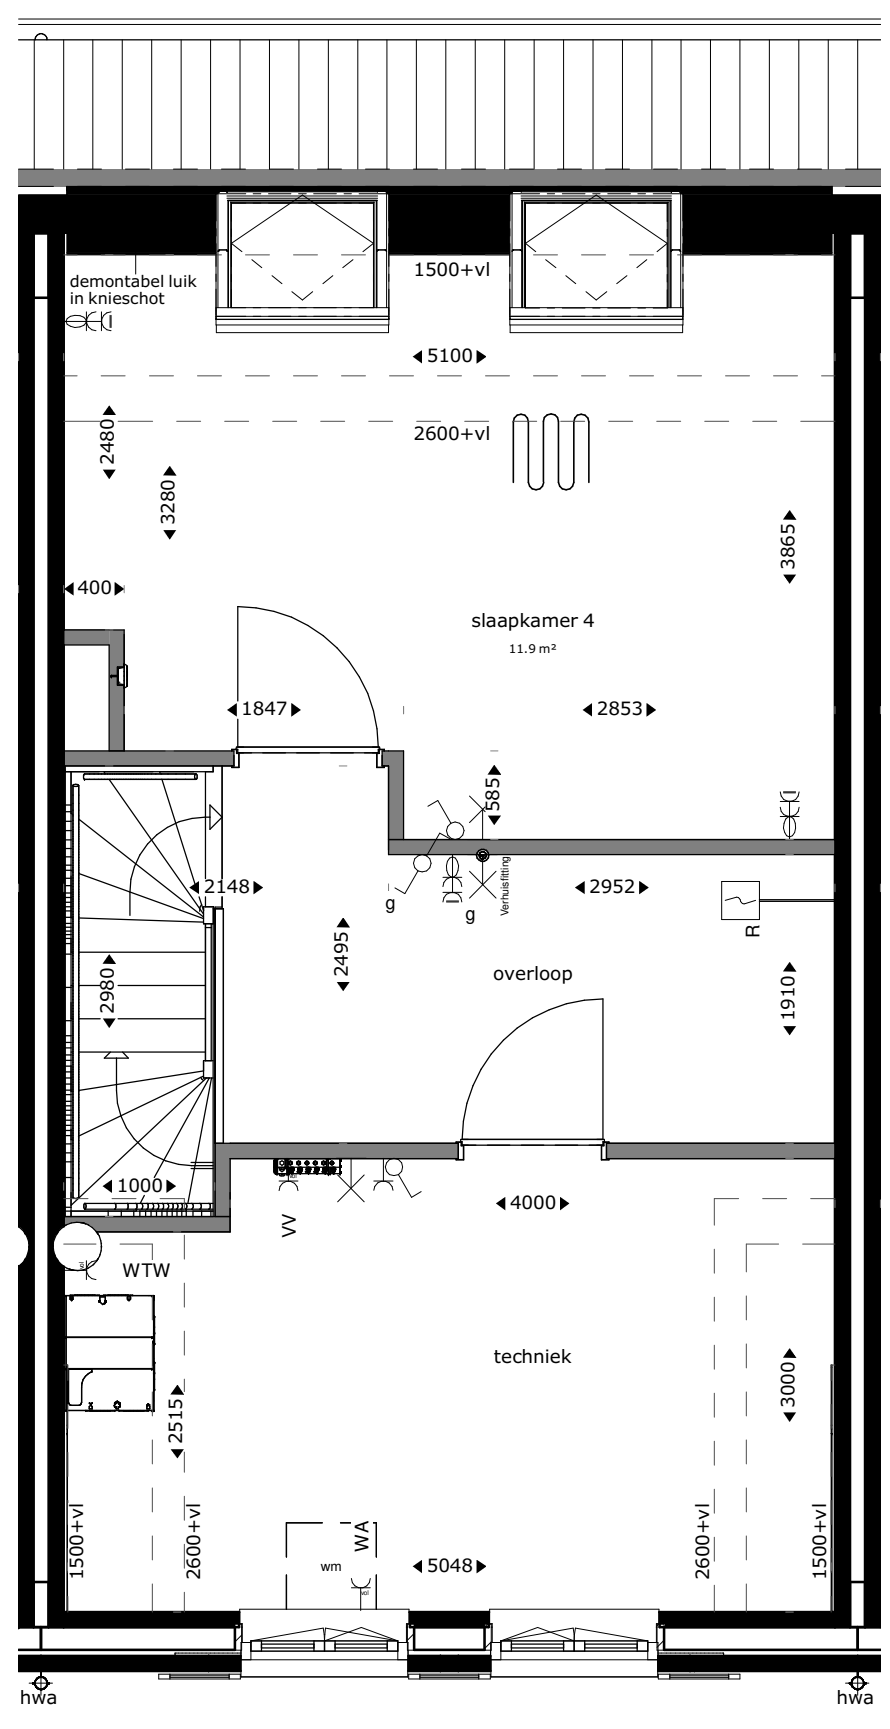 1500+vl
demontabel luik
in knieschot
5100
2480
2600+vl
3280
3865
400
slaapkamer 4
11.9 m²
1847
2853
585
2148
Verhuisfitting
2952
g
g
R
2495
overloop
2980
1910
1000
4000
VV
vol
WTW
techniek
3000
2515
1500+vl
2600+vl
WA
wm
5048
2600+vl
1500+vl
vol
hwa
hwa